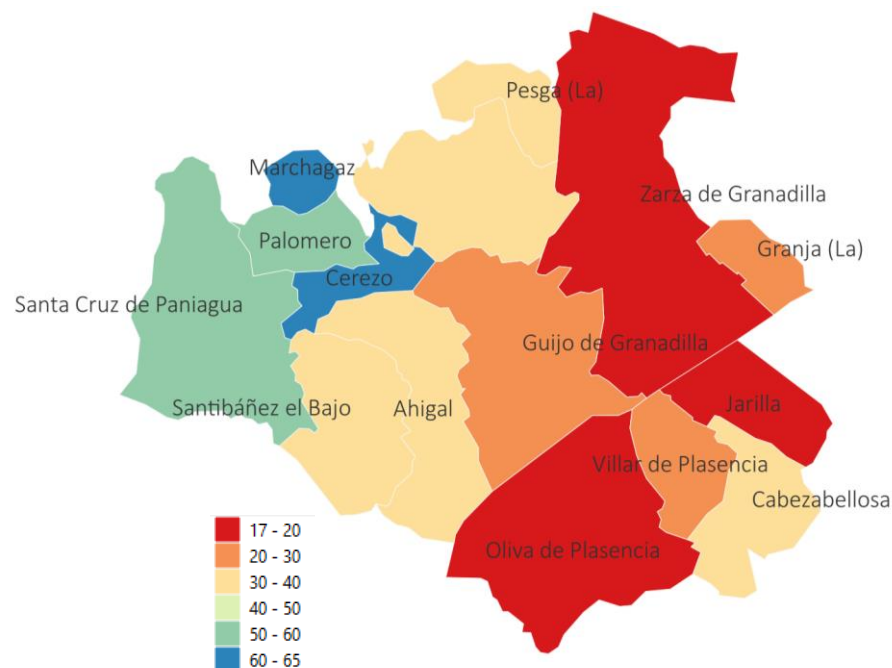 Pesga (La)
Marchagaz
Zarza de Granadilla
Palomero
Granja (La)
Cerezo
Santa Cruz de Paniagua
Guijo de Granadilla
Santibáñez el Bajo
Ahigal
Jarilla
Villar de Plasencia
Cabezabellosa
Oliva de Plasencia
17 - 20
20 - 30
30 - 40
40 - 50
50 - 60
60 - 65